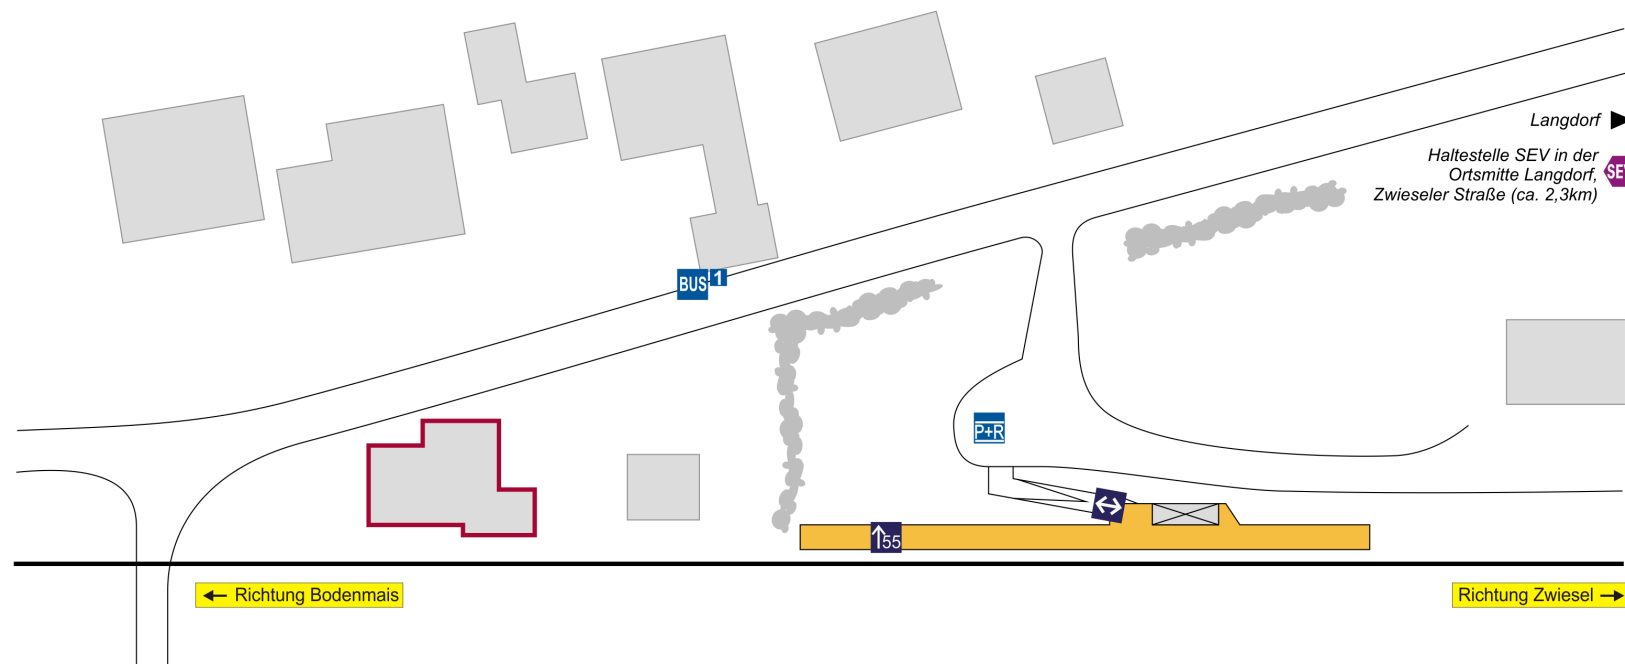 Langdorf
Haltestelle SEV in der
Ortsmitte Langdorf,
Zwieseler Straße (ca. 2,3km)
SE
BUS 1
P+R
55
Richtung Bodenmais
Richtung Zwiesel